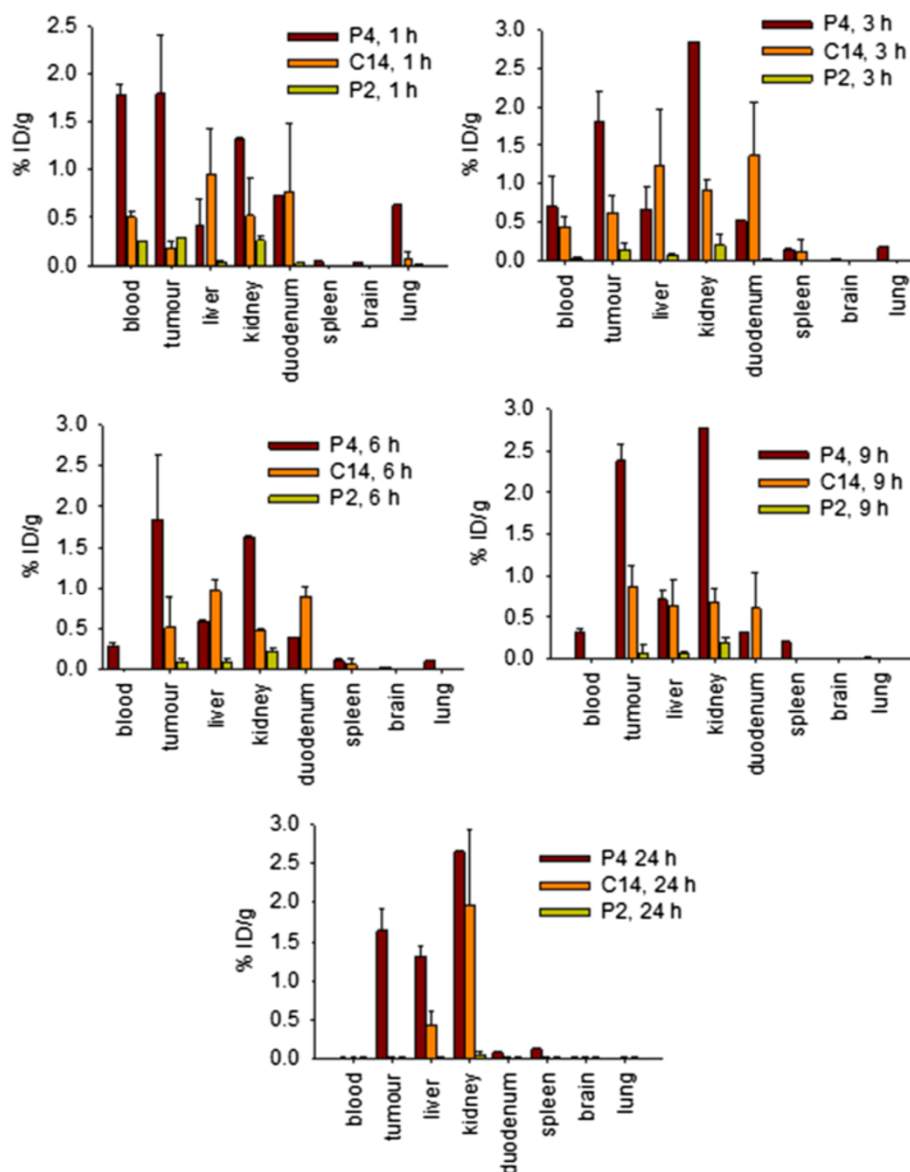 2.5
2.0
1.5
1.0
0.5
0.0
% ID/g
P4, 1 h
C14, 1 h
P2, 1 h
blood
tumour
liver
kidney
duodenum
spleen
brain
lung
3.0
2.5
2.0
1.5
1.0
0.5
0.0
% ID/g
P4, 3 h
C14, 3 h
P2, 3 h
blood
tumour
liver
kidney
duodenum
spleen
brain
lung
3.0
2.5
2.0
1.5
1.0
0.5
0.0
% ID/g
P4, 6 h
C14, 6 h
P2, 6 h
blood
tumour
liver
kidney
duodenum
spleen
brain
lung
3.0
2.5
2.0
1.5
1.0
0.5
0.0
% ID/g
P4, 9 h
C14, 9 h
P2, 9 h
blood
tumour
liver
kidney
duodenum
spleen
brain
lung
3.0
2.5
2.0
1.5
1.0
0.5
0.0
% ID/g
P4 24 h
C14, 24 h
P2, 24 h
blood
tumour
liver
kidney
duodenum
spleen
brain
lung